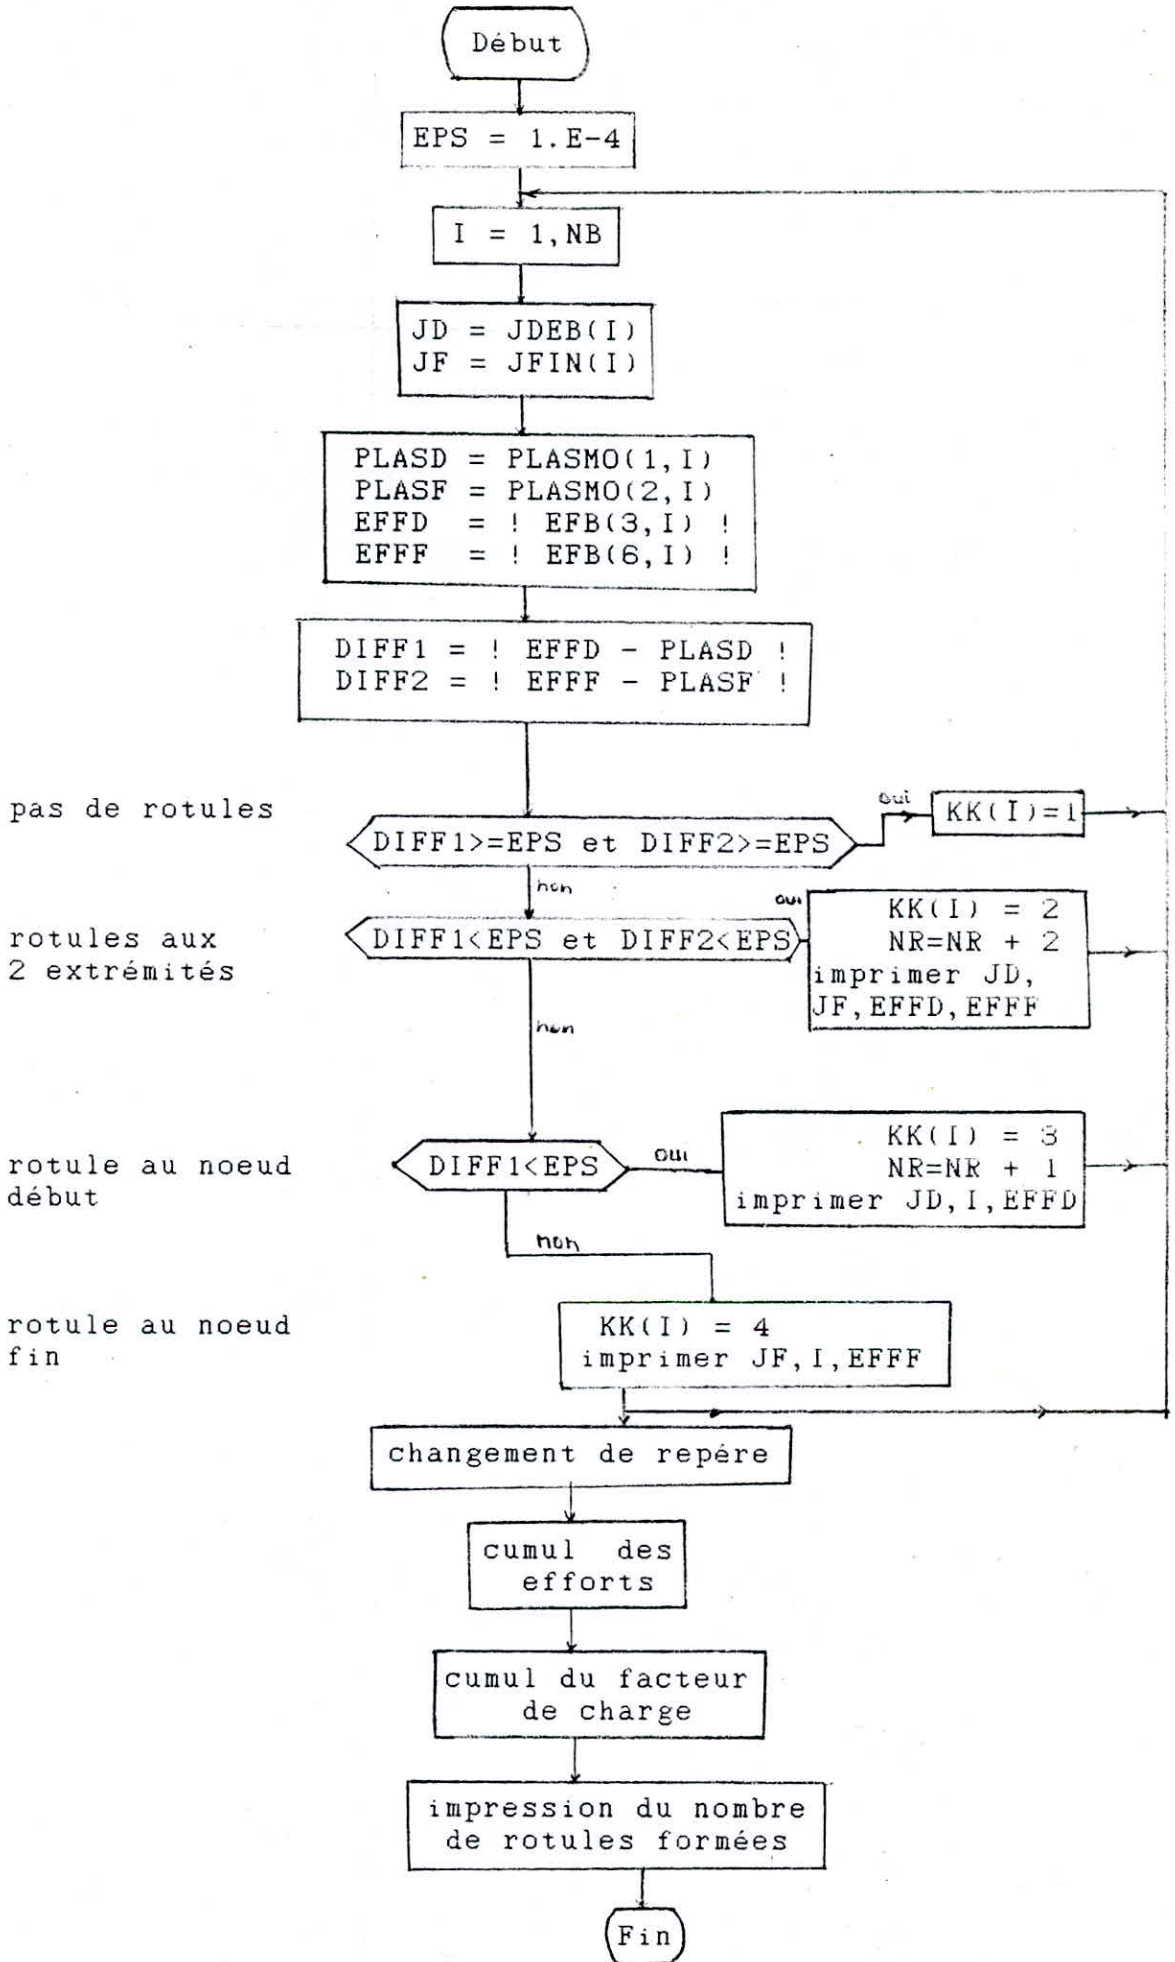 Début
EPS = 1.E-4
I = 1,NB
JD = JDEB(I)
JF = JFIN(I)
PLASD = PLASMO(1,I)
PLASF = PLASMO(2,I)
EFFD = ! EFB(3,I) !
EFFF = ! EFB(6,I) !
DIFF1 = ! EFFD - PLASD !
DIFF2 = ! EFFF - PLASF !
pas de rotules
DIFF1>=EPS et DIFF2>=EPS
oui
KK(I)=1
non
rotules aux
2 extrémités
DIFF1<EPS et DIFF2<EPS
oui
KK(I) = 2
NR=NR + 2
imprimer JD,
JF,EFFD,EFFF
non
rotule au noeud
début
DIFF1<EPS
oui
KK(I) = 3
NR=NR + 1
imprimer JD,I,EFFD
non
rotule au noeud
fin
KK(I) = 4
imprimer JF,I,EFFF
changement de repére
cumul des
efforts
cumul du facteur
de charge
impression du nombre
de rotules formées
Fin